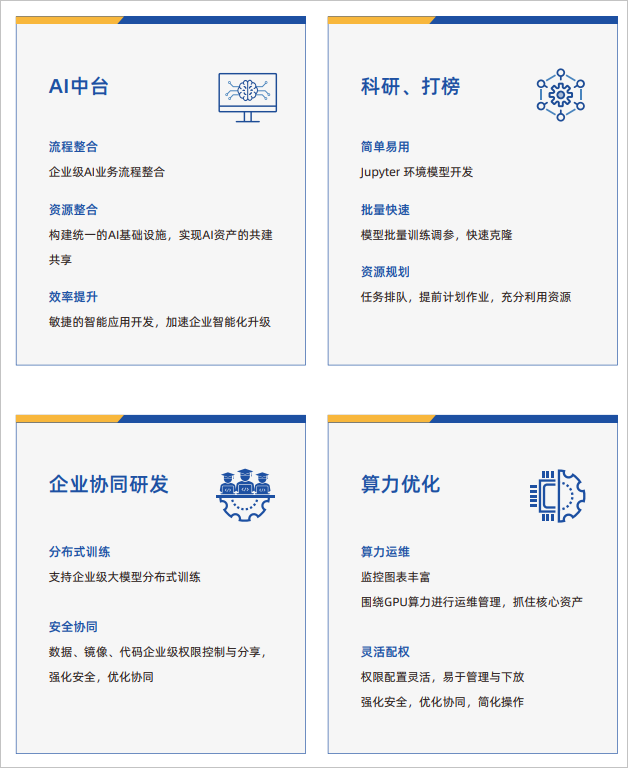 AI中台
流程整合
企业级AI业务流程整合
资源整合
构建统一的AI基础设施，实现AI资产的共建
共享
效率提升
敏捷的智能应用开发，加速企业智能化升级
科研、打榜
简单易用
Jupyter 环境模型开发
批量快速
模型批量训练调参，快速克隆
资源规划
任务排队，提前计划作业，充分利用资源
企业协同研发
分布式训练
支持企业级大模型分布式训练
安全协同
数据、镜像、代码企业级权限控制与分享，
强化安全，优化协同
算力优化
算力运维
监控图表丰富
围绕GPU算力进行运维管理，抓住核心资产
灵活配权
权限配置灵活，易于管理与下放
强化安全，优化协同，简化操作